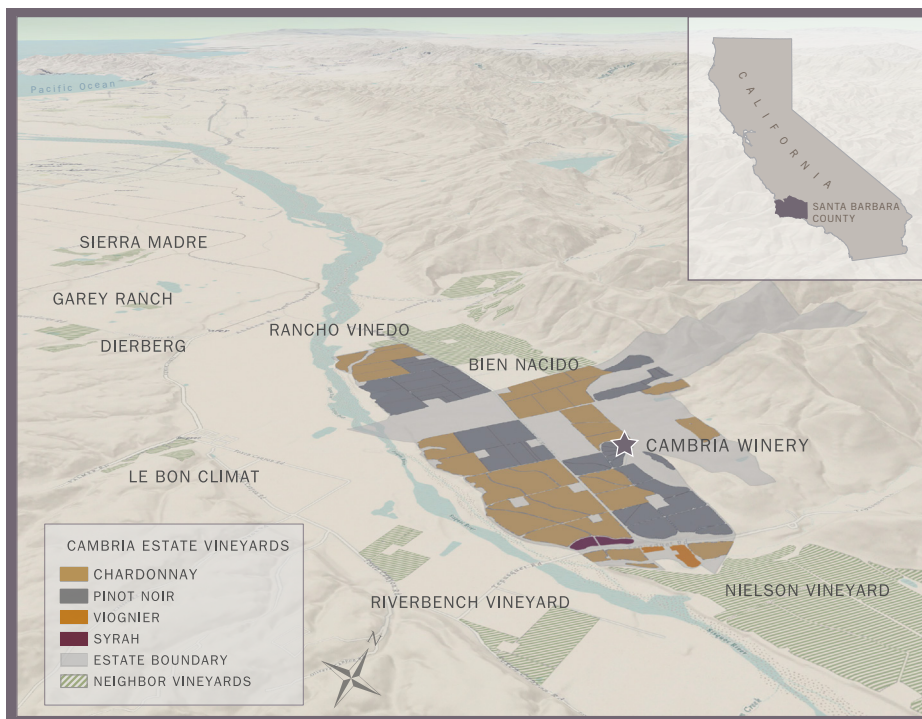 Pacific Ocean
CALIFORNIA
SANTA BARBARA
COUNTY
SIERRA MADRE
GAREY RANCH
DIERBERG
RANCHO VINEDO
BIEN NACIDO
CAMBRIA WINERY
LE BON CLIMAT
RIVERBENCH VINEYARD
NIELSON VINEYARD
CAMBRIA ESTATE VINEYARDS
CHARDONNAY
PINOT NOIR
VIOGNIER
SYRAH
ESTATE BOUNDARY
NEIGHBOR VINEYARDS
N